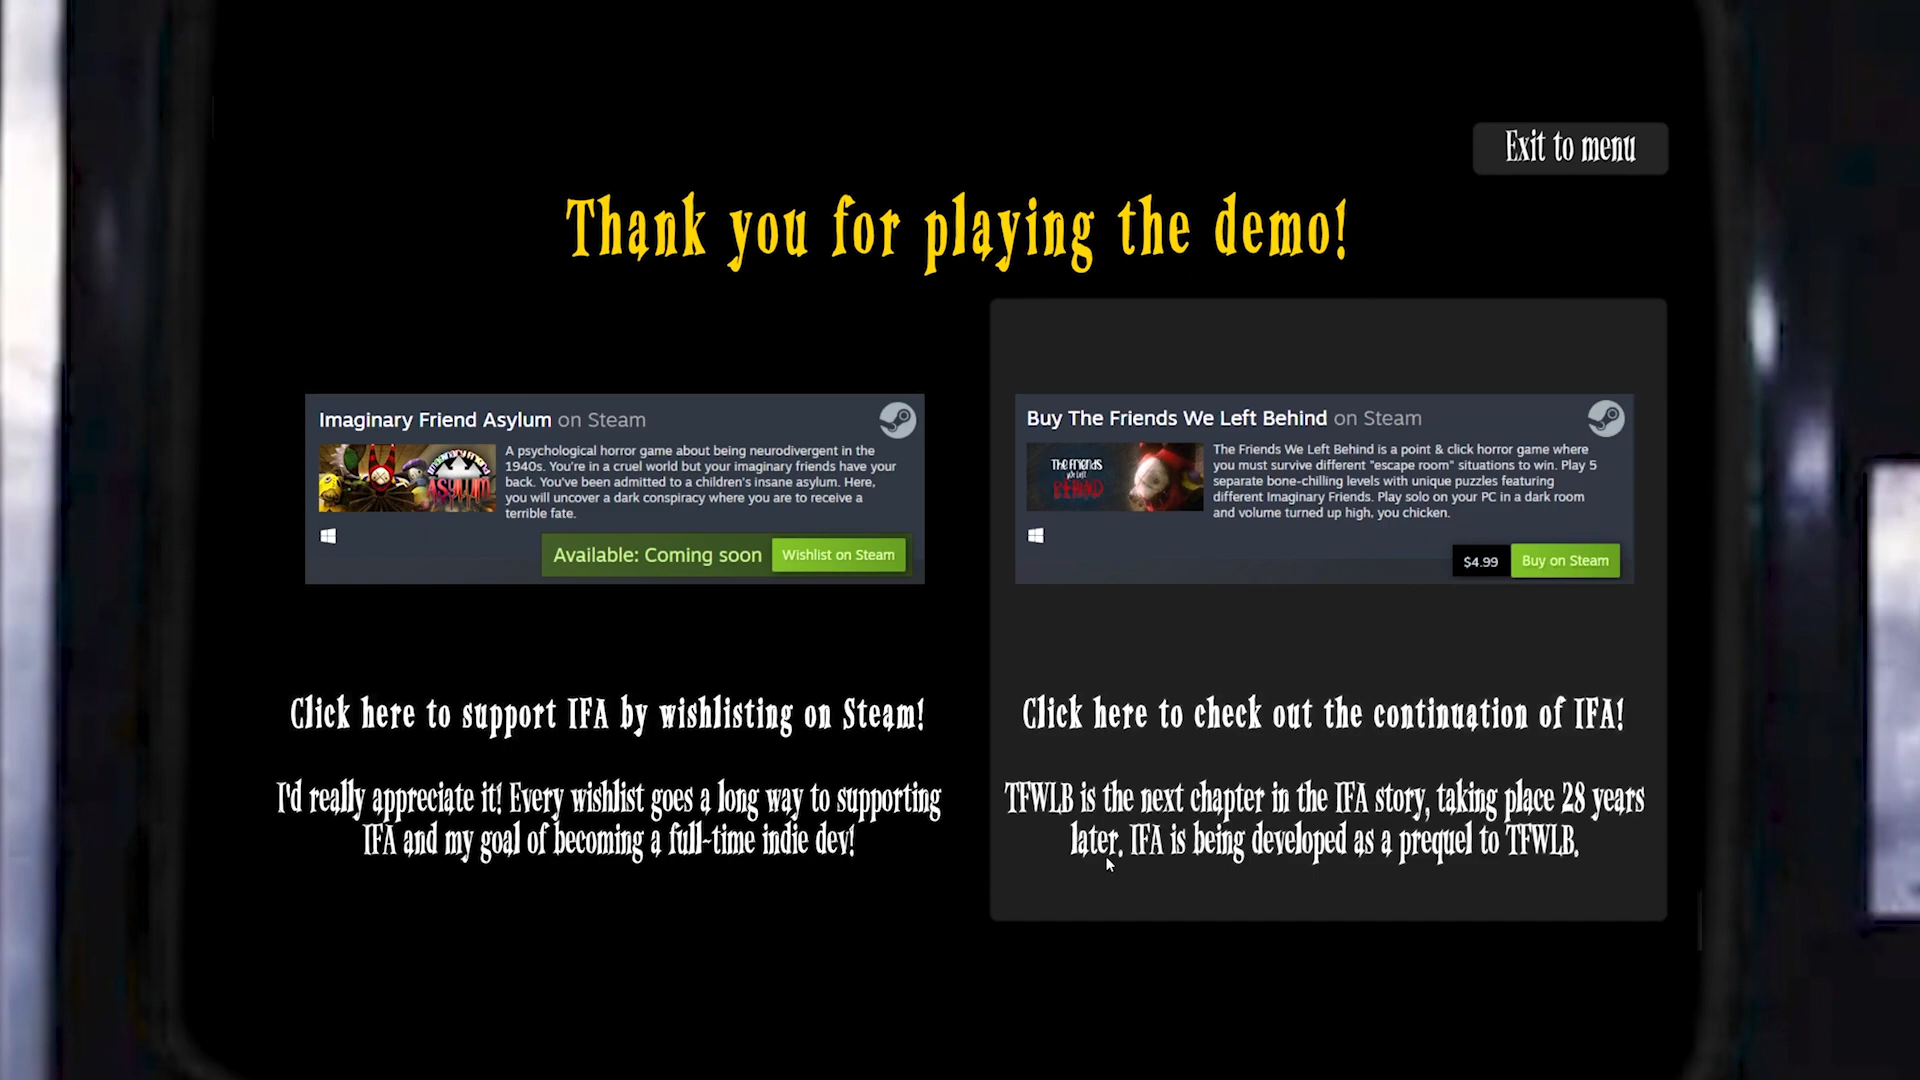 Exit to menu
Thank you for playing the demo!
Imaginary Friend Asylum on Steam
IMAGINARY FRIEND
ASYLUM
A psychological horror game about being neurodivergent in the
1940s. You're in a cruel world but your imaginary friends have your
back. You've been admitted to a children's insane asylum. Here,
you will uncover a dark conspiracy where you are to receive a
terrible fate.
Available: Coming soon
Wishlist on Steam
Buy The Friends We Left Behind on Steam
THE FRIENDS
WE LEFT
BEHIND
The Friends We Left Behind is a point & click horror game where
you must survive different "escape room" situations to win. Play 5
separate bone-chilling levels with unique puzzles featuring
different Imaginary Friends. Play solo on your PC in a dark room
and volume turned up high, you chicken.
$4.99
Buy on Steam
Click here to support IFA by wishlisting on Steam!
I'd really appreciate it! Every wishlist goes a long way to supporting
IFA and my goal of becoming a full-time indie dev!
Click here to check out the continuation of IFA!
TFWLB is the next chapter in the IFA story, taking place 28 years
later. IFA is being developed as a prequel to TFWLB.